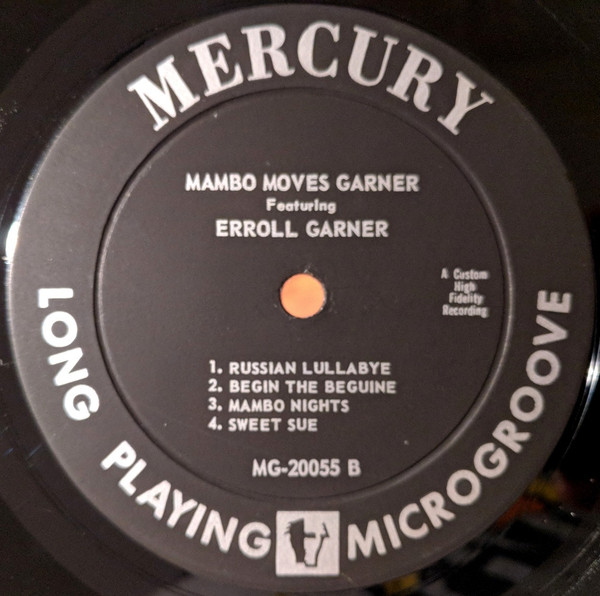 MERCURY
MAMBO MOVES GARNER
Featuring
ERROLL GARNER
A Custom
High
Fidelity
Recording
1. RUSSIAN LULLABYE
2. BEGIN THE BEGUINE
3. MAMBO NIGHTS
4. SWEET SUE
MG-20055 B
LONG PLAYING MICROGROOVE